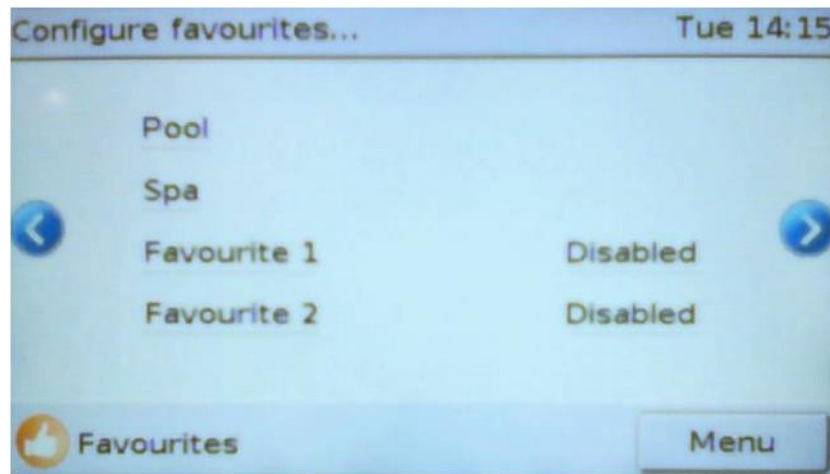 Configure favourites... Tue 14:15
Pool
Spa
Favourite 1 Disabled
Favourite 2 Disabled
Favourites Menu